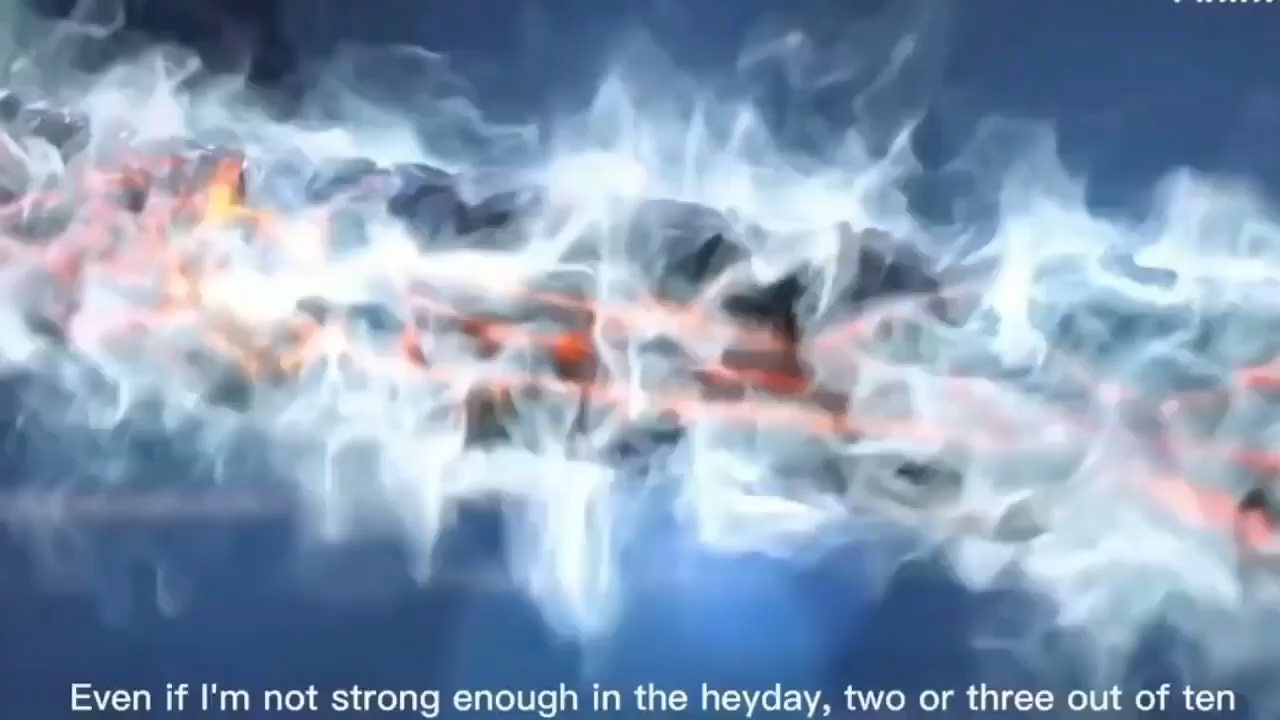 Even if I'm not strong enough in the heyday, two or three out of ten